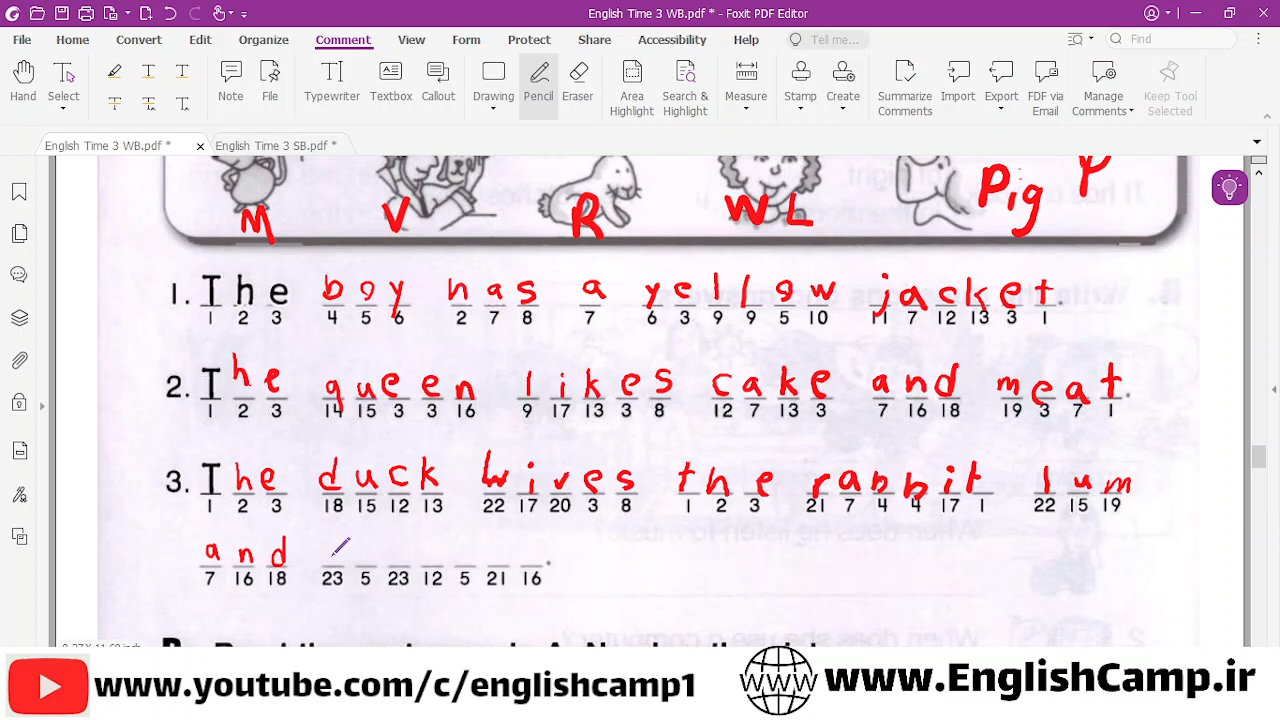 English Time 3 WB.pdf * - Foxit PDF Editor
File Home Convert Edit Organize Comment View Form Protect Share Accessibility Help Tell me... Find
Hand Select Note File Typewriter Textbox Callout Drawing Pencil Eraser Area Highlight Search & Highlight Measure Stamp Create Summarize Comments Import Export FDF via Email Manage Comments Keep Tool Selected
English Time 3 WB.pdf * English Time 3 SB.pdf *
M V R W L Pig P
1. The boy has a yellow jacket.
1 2 3 4 5 6 2 7 8 7 6 3 9 9 5 10 11 7 12 13 3 1
2. The queen likes cake and meat.
1 2 3 14 15 3 3 16 9 17 13 3 8 12 7 13 3 7 16 18 19 3 7 1
3. The duck wives the rabbit lum
1 2 3 18 15 12 13 22 17 20 3 8 1 2 3 21 7 4 4 17 1 22 15 19
and .
7 16 18 23 5 23 12 5 21 16
www.youtube.com/c/englishcamp1 WWW www.EnglishCamp.ir